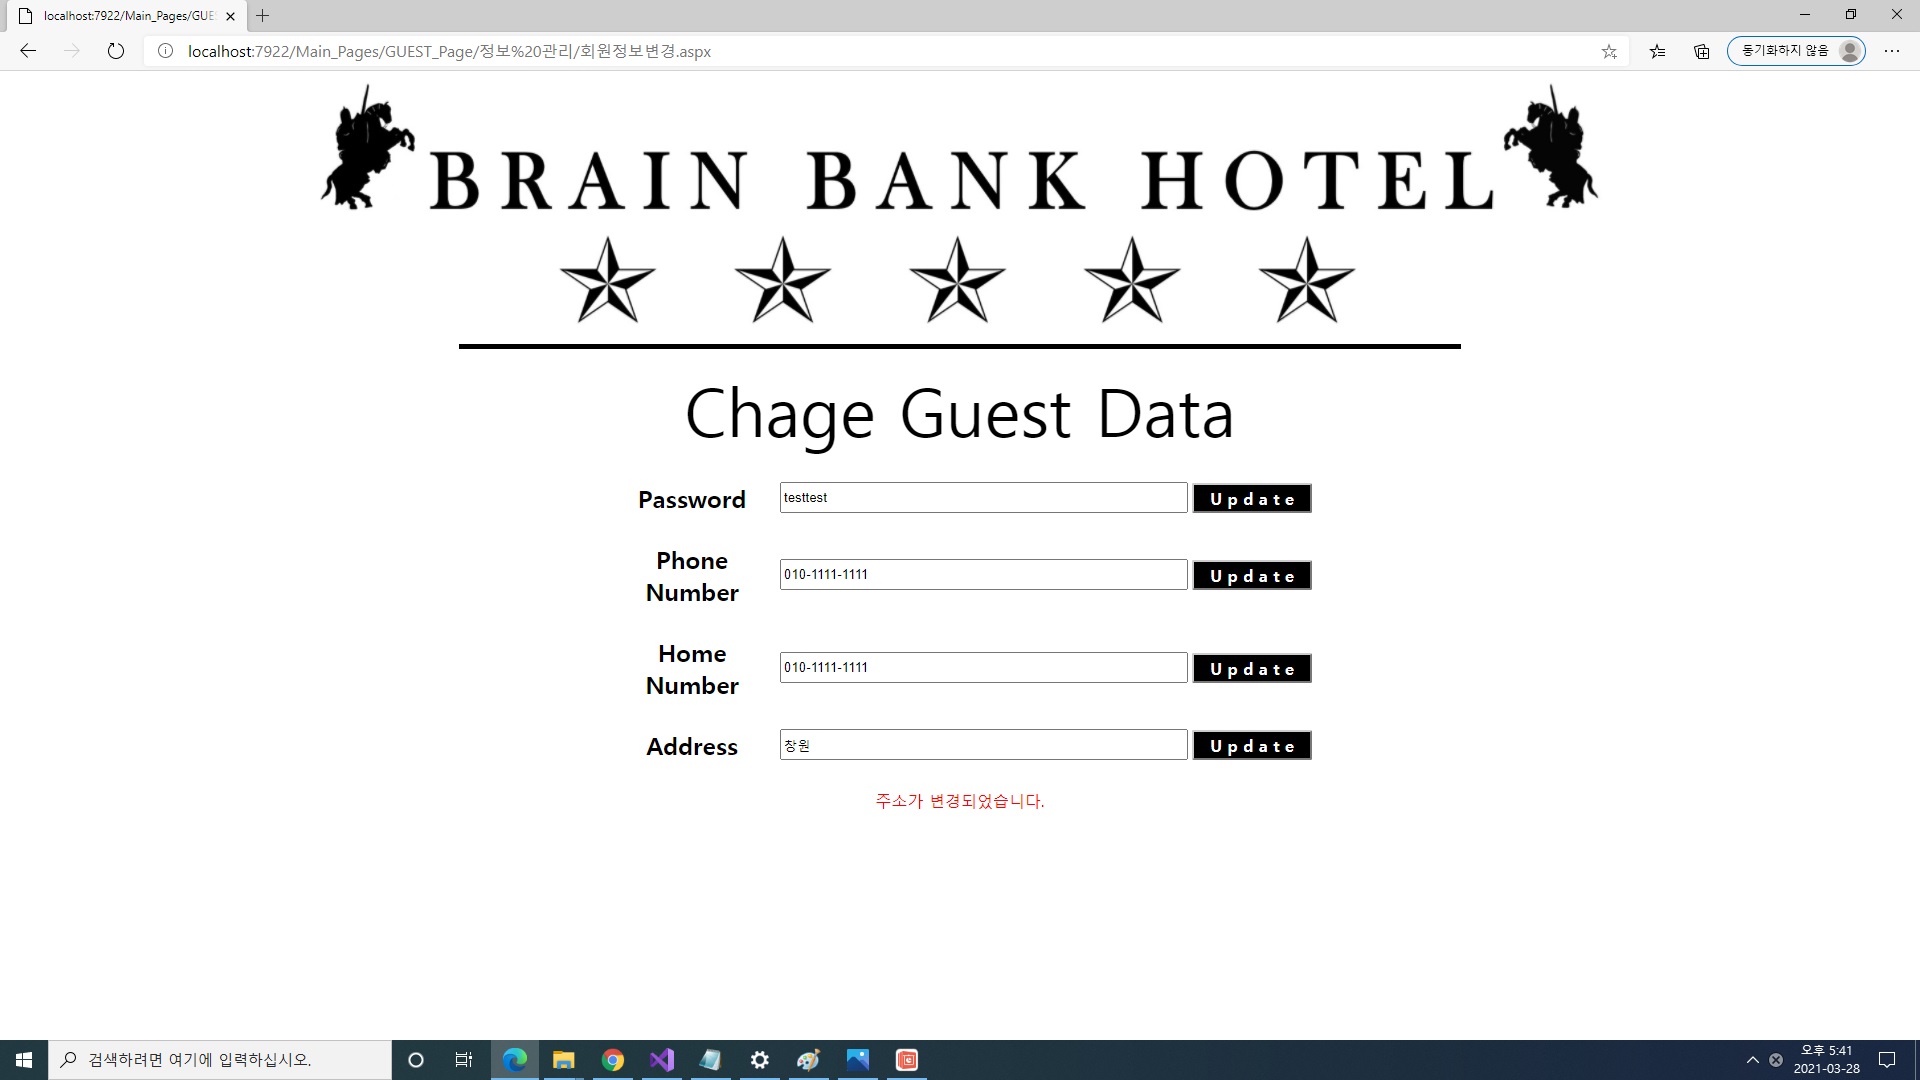 localhost:7922/Main_Pages/GUE
localhost:7922/Main_Pages/GUEST_Page/정보%20관리/회원정보변경.aspx
동기화하지 않음
BRAIN BANK HOTEL
Chage Guest Data
Password testtest Update
Phone Number 010-1111-1111 Update
Home Number 010-1111-1111 Update
Address 창원 Update
주소가 변경되었습니다.
검색하려면 여기에 입력하십시오.
오후 5:41
2021-03-28